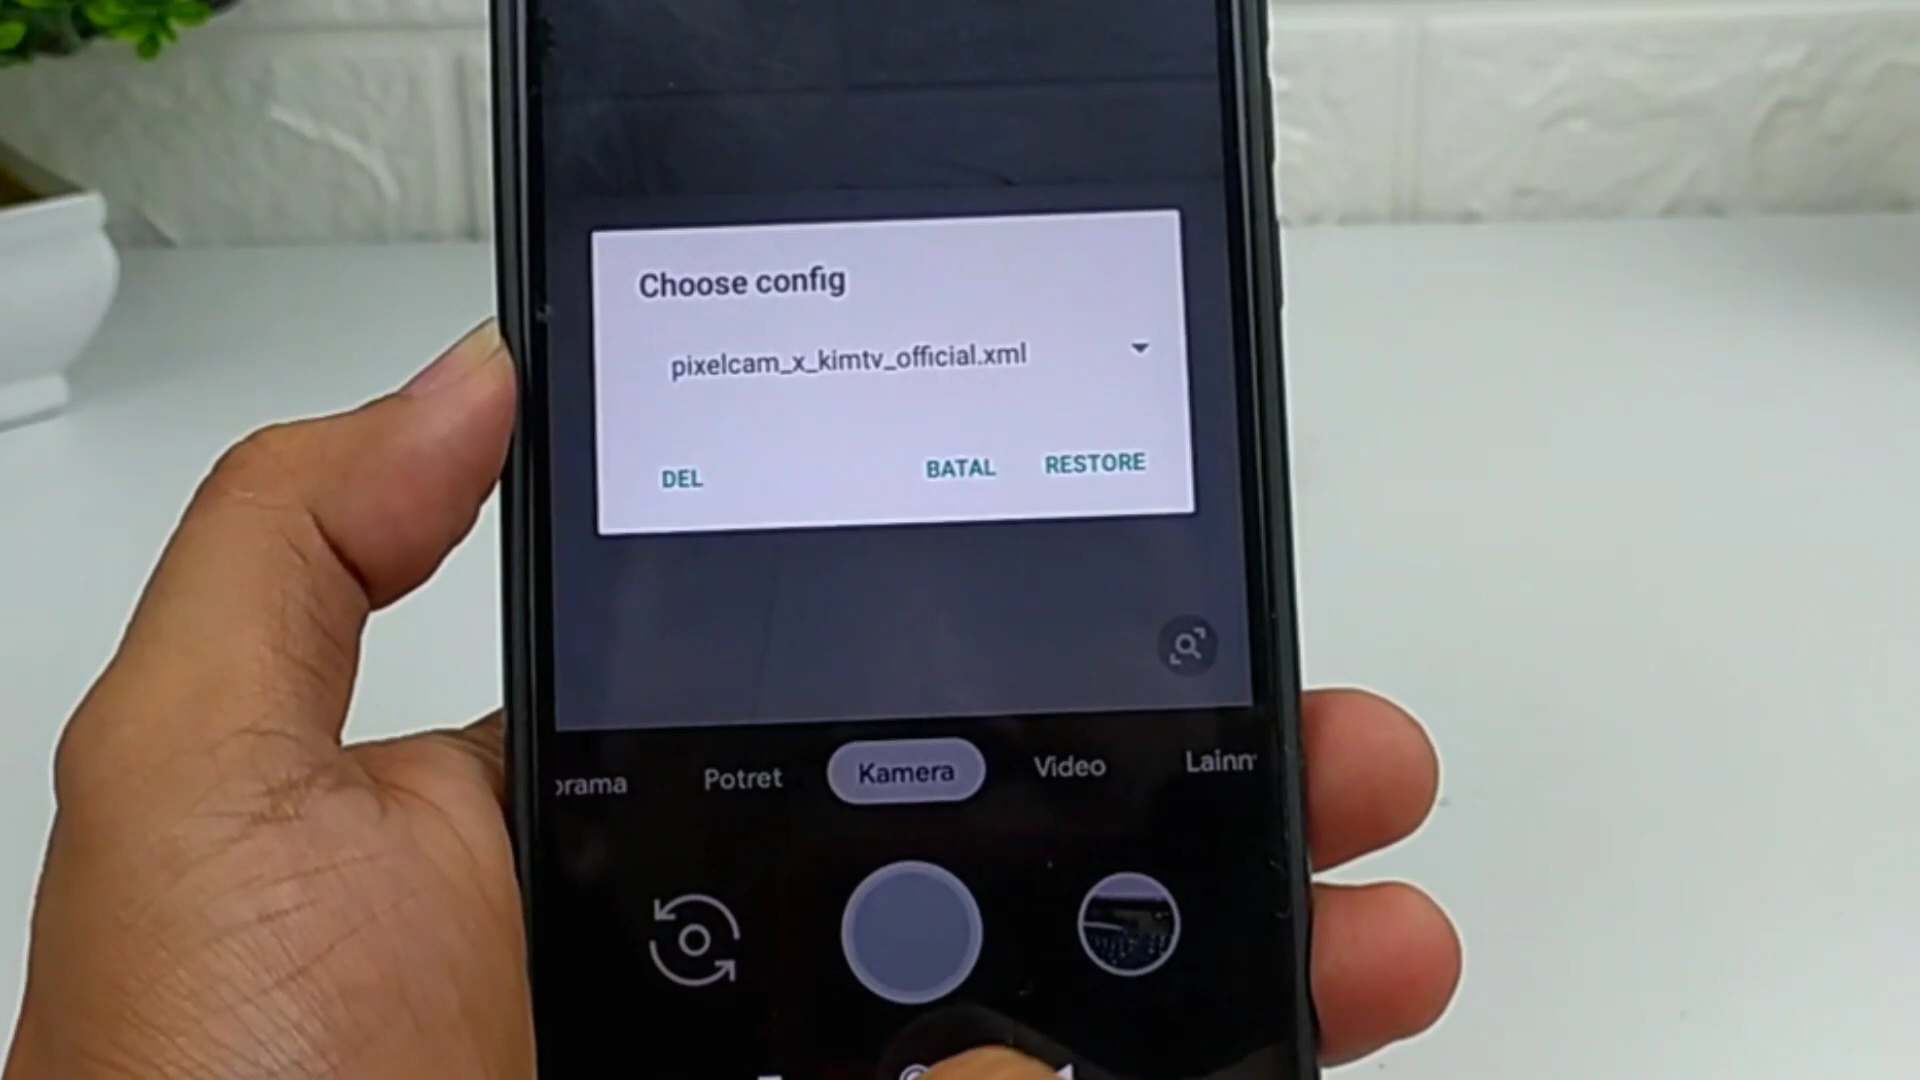 Choose config
pixelcam_x_kimtv_official.xml
DEL BATAL RESTORE
orama Potret Kamera Video Lainn